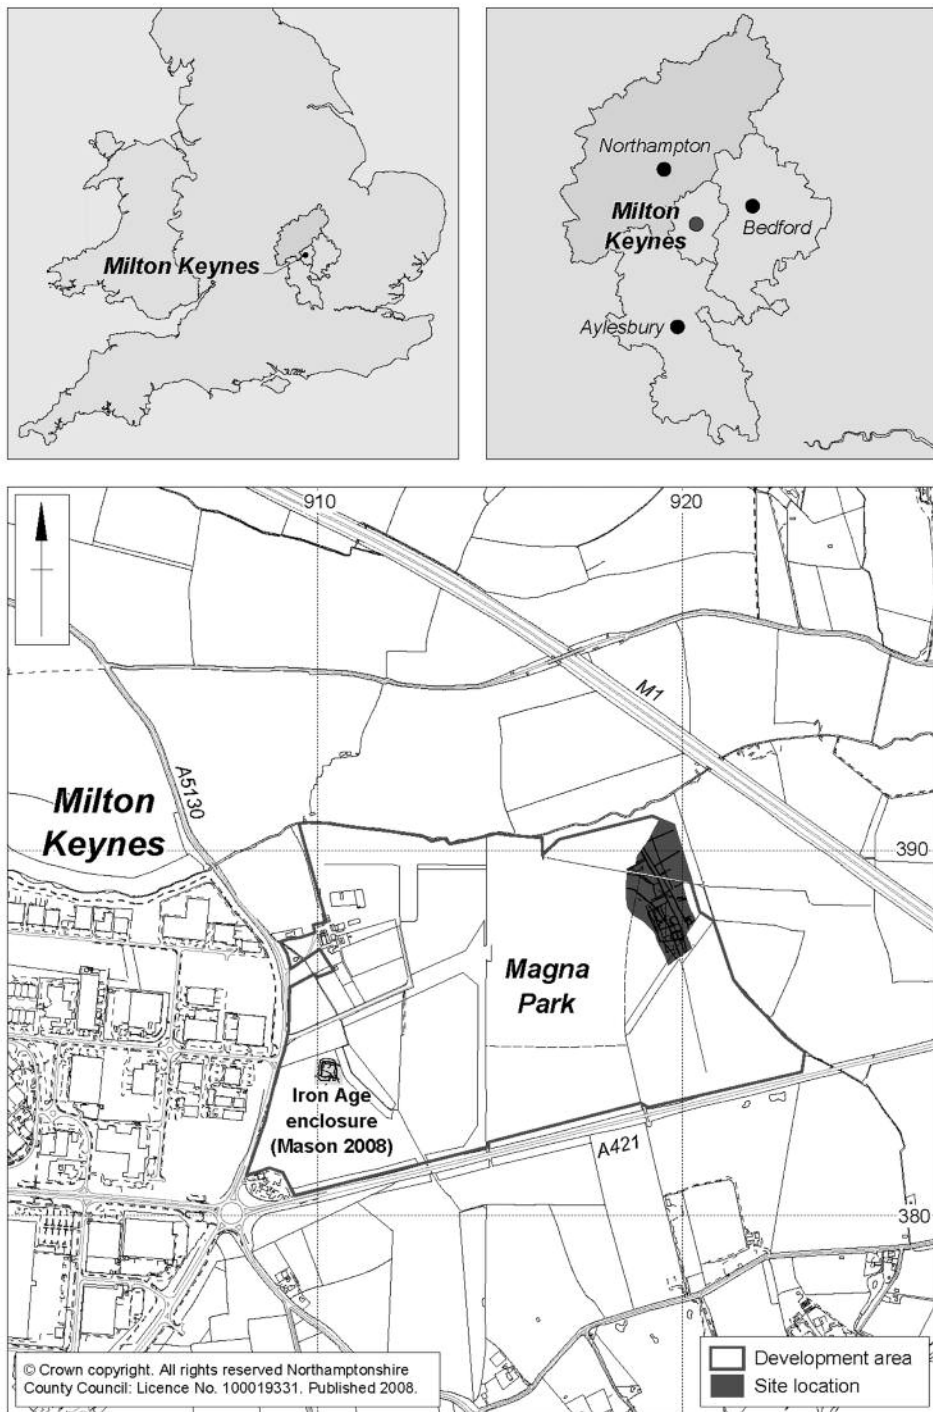 Milton Keynes
Northampton
Milton
Keynes
Bedford
Aylesbury
910
920
M1
A5130
Milton
Keynes
390
Magna
Park
Iron Age
enclosure
(Mason 2008)
A421
380
© Crown copyright. All rights reserved Northamptonshire
County Council: Licence No. 100019331. Published 2008.
Development area
Site location